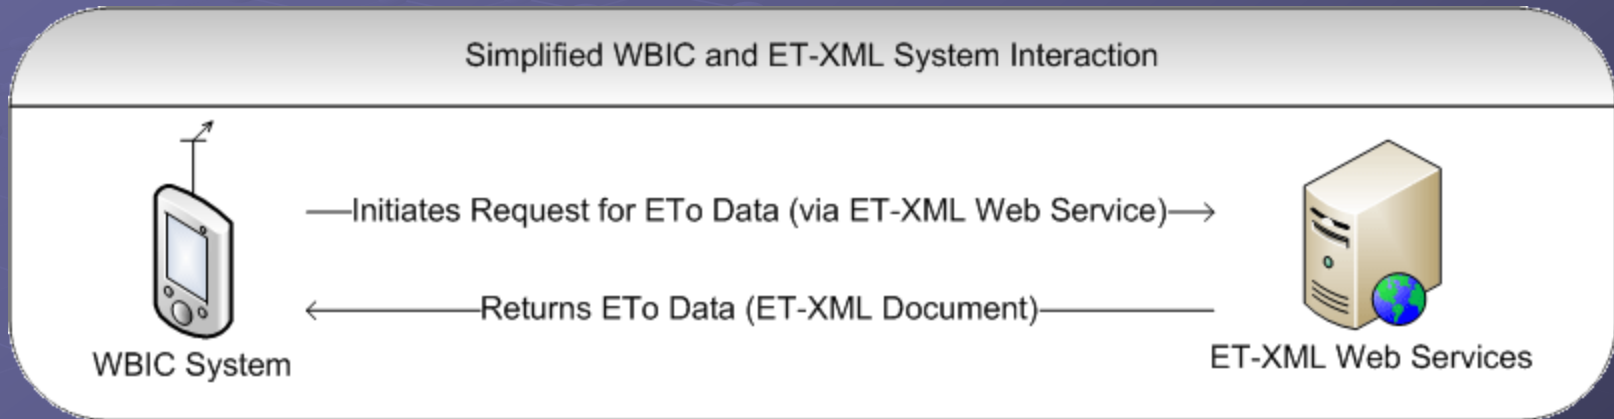 Simplified WBIC and ET-XML System Interaction
Initiates Request for ETo Data (via ET-XML Web Service)
Returns ETo Data (ET-XML Document)
WBIC System
ET-XML Web Services